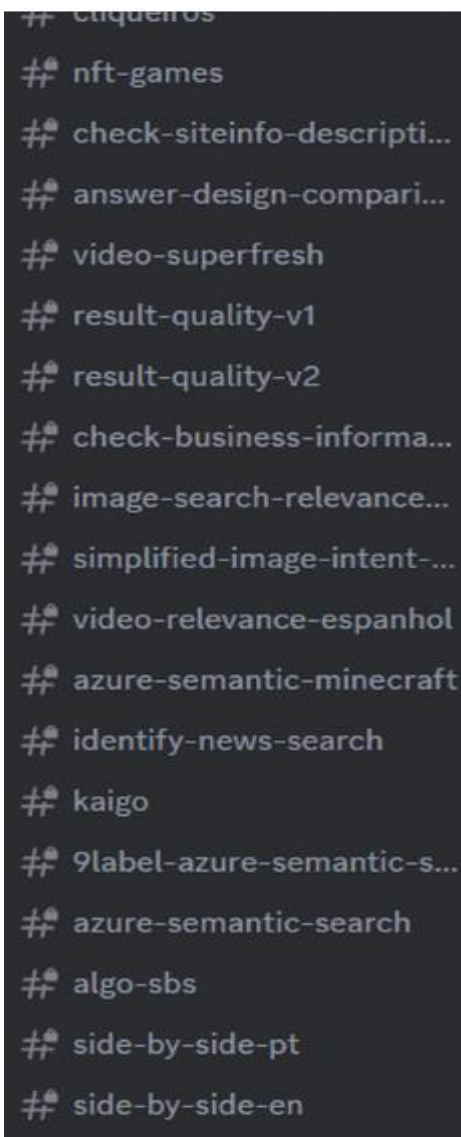 # cliqueiros
# nft-games
# check-siteinfo-descripti...
# answer-design-compari...
# video-superfresh
# result-quality-v1
# result-quality-v2
# check-business-informa...
# image-search-relevance...
# simplified-image-intent-...
# video-relevance-espanhol
# azure-semantic-minecraft
# identify-news-search
# kaigo
# 9label-azure-semantic-s...
# azure-semantic-search
# algo-sbs
# side-by-side-pt
# side-by-side-en